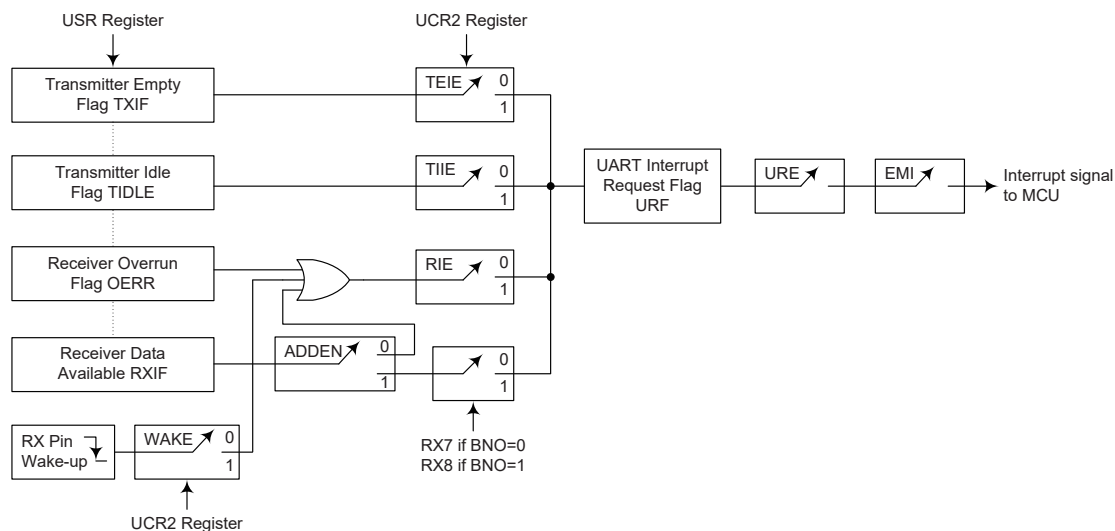 USR Register
UCR2 Register
Transmitter Empty
Flag TXIF
TEIE
0
1
Transmitter Idle
Flag TIDLE
TIIE
0
1
UART Interrupt
Request Flag
URF
URE
EMI
Interrupt signal
to MCU
Receiver Overrun
Flag OERR
RIE
0
1
Receiver Data
Available RXIF
ADDEN
0
1
0
1
RX Pin
Wake-up
WAKE
0
1
RX7 if BNO=0
RX8 if BNO=1
UCR2 Register